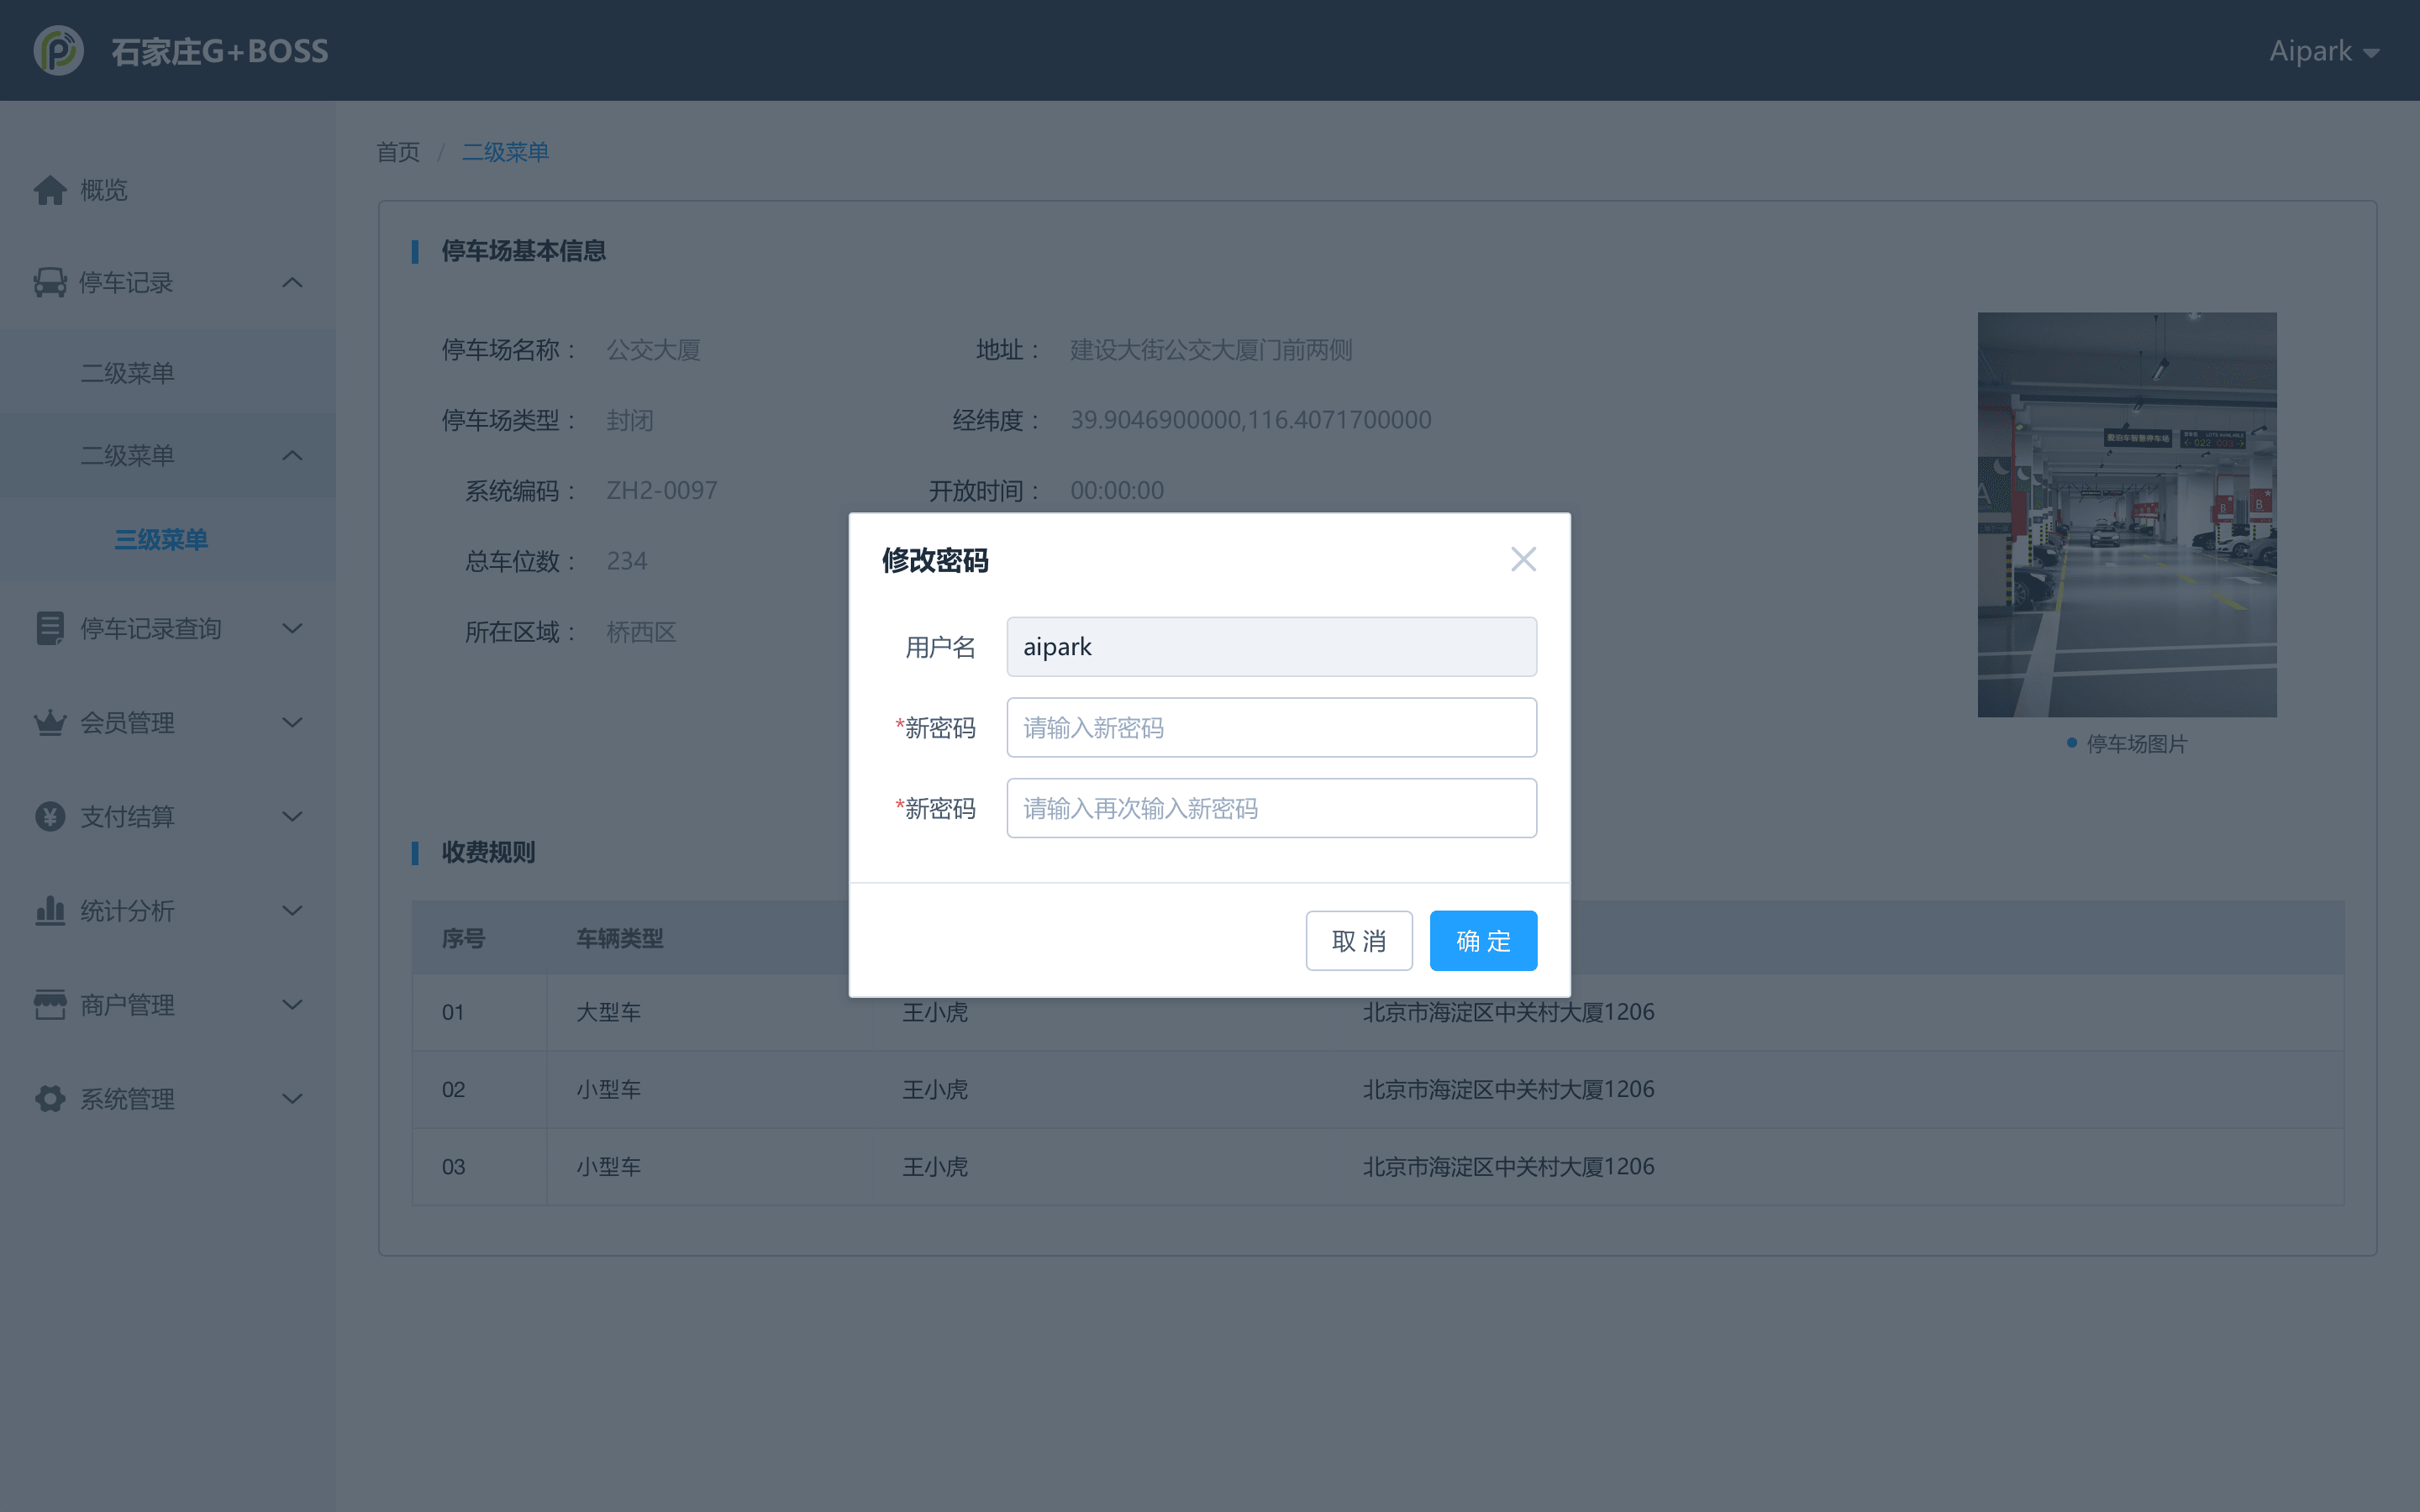 石家庄G+BOSS
Aipark
首页 / 二级菜单
概览
停车记录
二级菜单
二级菜单
三级菜单
停车记录查询
会员管理
支付结算
统计分析
商户管理
系统管理
停车场基本信息
停车场名称： 公交大厦
地址： 建设大街公交大厦门前两侧
停车场类型： 封闭
经纬度： 39.9046900000,116.4071700000
系统编码： ZH2-0097
开放时间： 00:00:00
总车位数： 234
所在区域： 桥西区
爱泊车智慧停车场
022 003
A
B
B
停车场图片
修改密码
用户名 aipark
*新密码 请输入新密码
*新密码 请输入再次输入新密码
取 消 确 定
收费规则
序号 车辆类型
01 大型车 王小虎 北京市海淀区中关村大厦1206
02 小型车 王小虎 北京市海淀区中关村大厦1206
03 小型车 王小虎 北京市海淀区中关村大厦1206